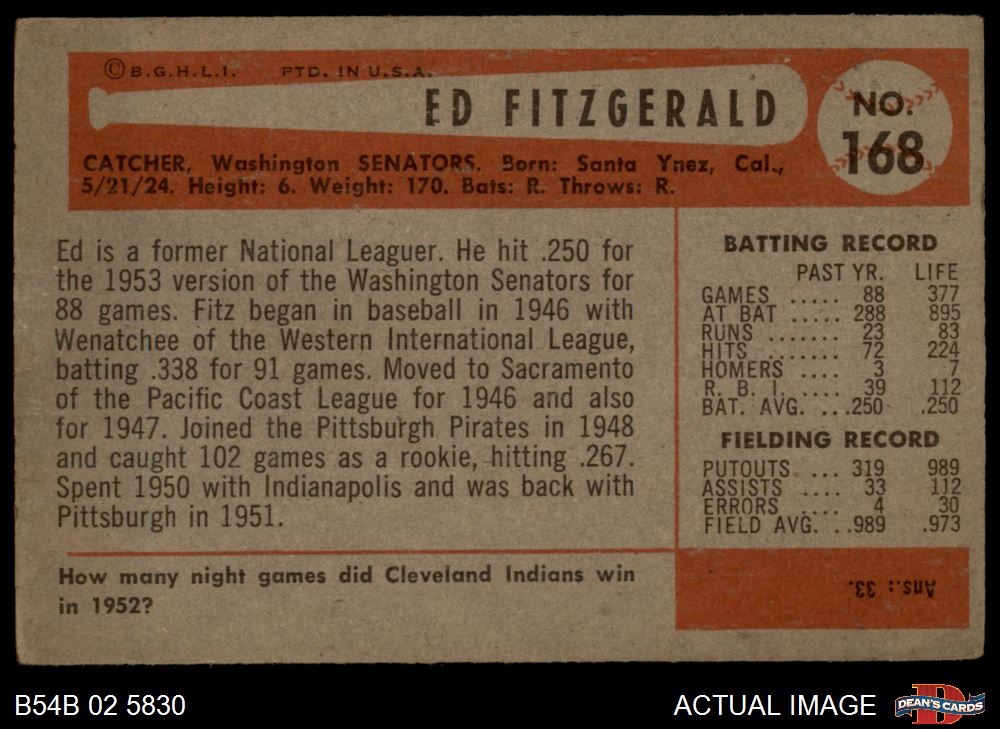 ©B.G.H.L.I. PTD. IN U.S.A.
ED FITZGERALD
NO.
168
CATCHER, Washington SENATORS. Born: Santa Ynez, Cal.,
5/21/24. Height: 6. Weight: 170. Bats: R. Throws: R.
Ed is a former National Leaguer. He hit .250 for
the 1953 version of the Washington Senators for
88 games. Fitz began in baseball in 1946 with
Wenatchee of the Western International League,
batting .338 for 91 games. Moved to Sacramento
of the Pacific Coast League for 1946 and also
for 1947. Joined the Pittsburgh Pirates in 1948
and caught 102 games as a rookie, hitting .267.
Spent 1950 with Indianapolis and was back with
Pittsburgh in 1951.
How many night games did Cleveland Indians win
in 1952?
BATTING RECORD
PAST YR. LIFE
GAMES ..... 88 377
AT BAT ..... 288 895
RUNS ....... 23 83
HITS ....... 72 224
HOMERS .... 3 7
R. B. I. .... 39 112
BAT. AVG. ...250 .250
FIELDING RECORD
PUTOUTS .... 319 989
ASSISTS .... 33 112
ERRORS .... 4 30
FIELD AVG. ..989 .973
Ans.: 33.
B54B 02 5830
ACTUAL IMAGE
D
DEAN'S CARDS